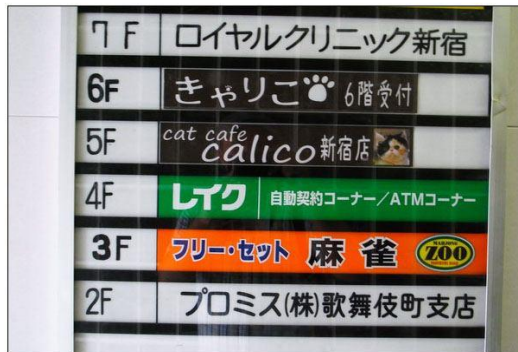 7F ロイヤルクリニック新宿
6F きゃりこ 6階受付
5F cat cafe calico 新宿店
4F レイク 自動契約コーナー/ATMコーナー
3F フリー・セット 麻雀 ZOO
2F プロミス(株)歌舞伎町支店